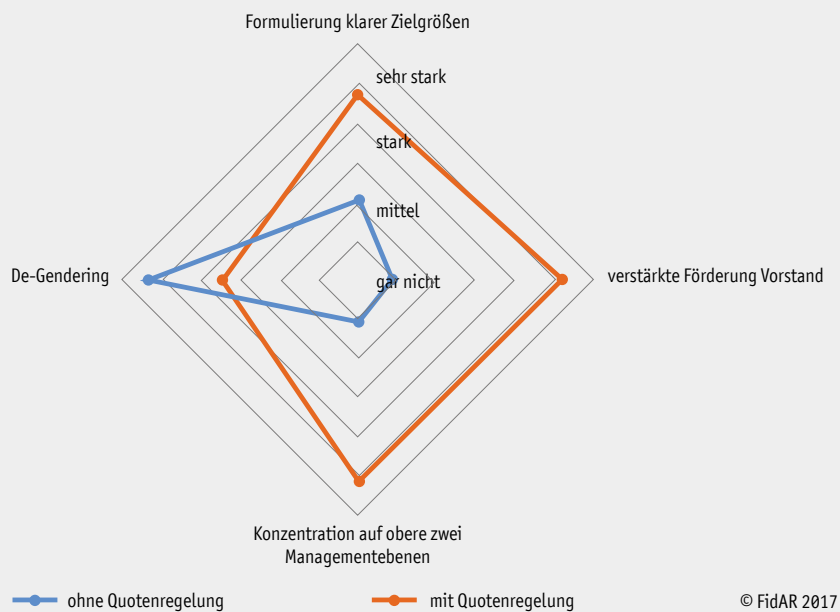 Formulierung klarer Zielgrößen
sehr stark
stark
mittel
De-Gendering
gar nicht
verstärkte Förderung Vorstand
Konzentration auf obere zwei
Managementebenen
ohne Quotenregelung
mit Quotenregelung
© FidAR 2017